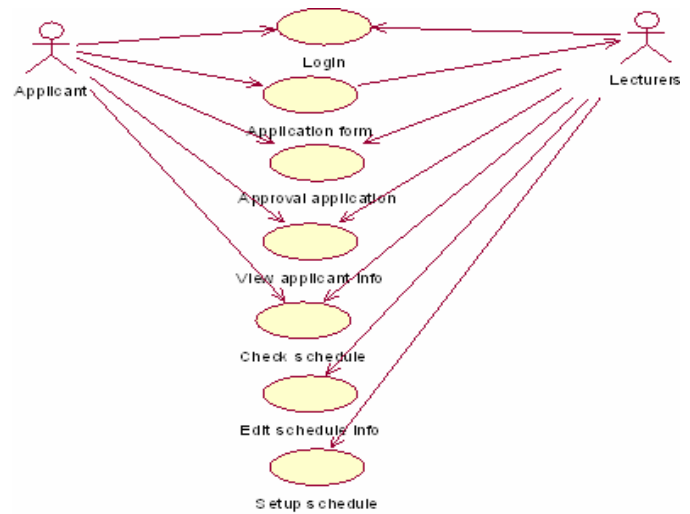 Login
Applicant
Lecturers
Application form
Approval application
View applicant info
Check schedule
Edit schedule info
Setup schedule